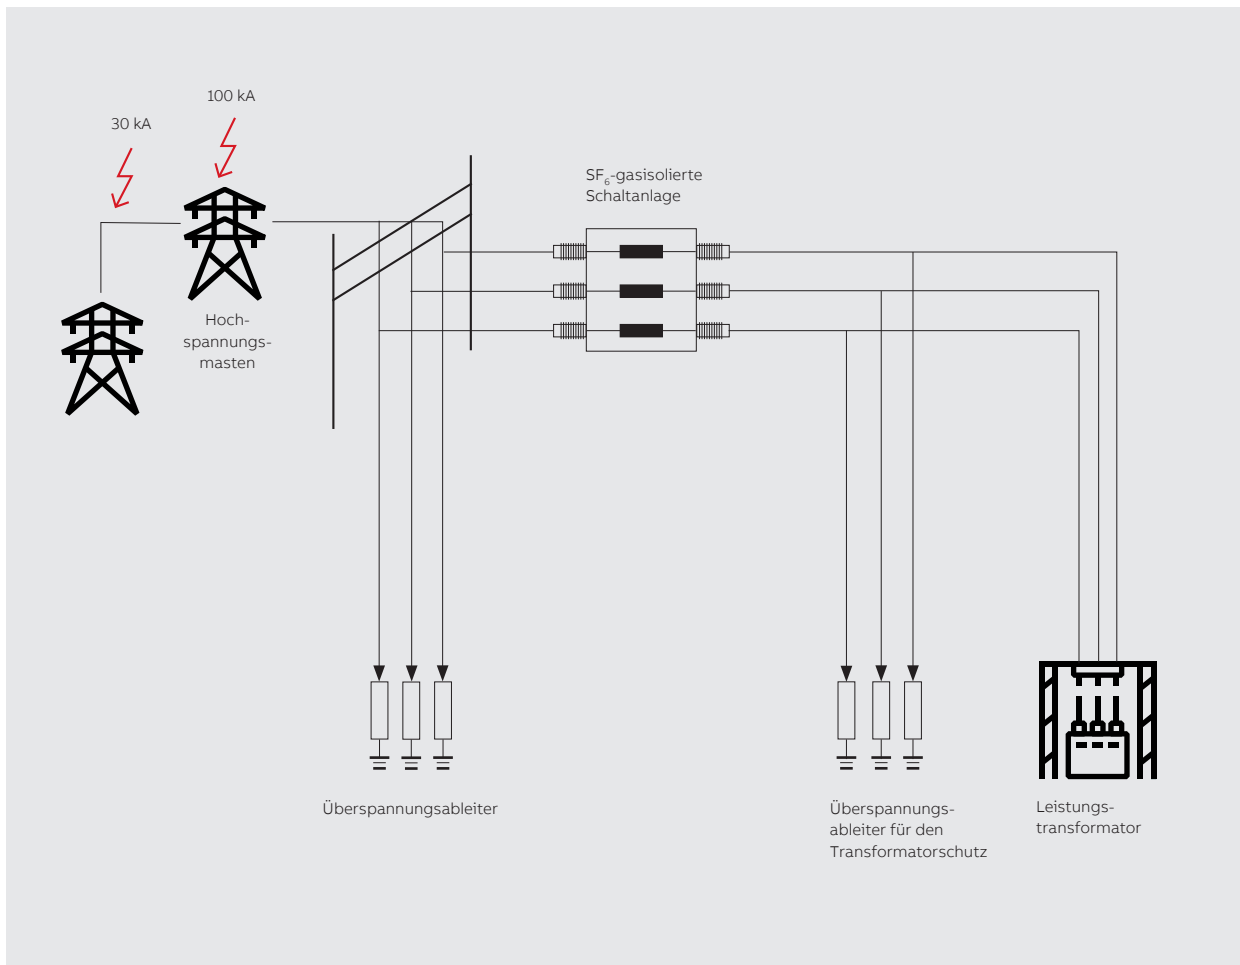 100 kA
30 kA
SF₆-gasisolierte
Schaltanlage
Hoch-
spannungs-
masten
Überspannungsableiter
Überspannungs-
ableiter für den
Transformatorschutz
Leistungs-
transformator